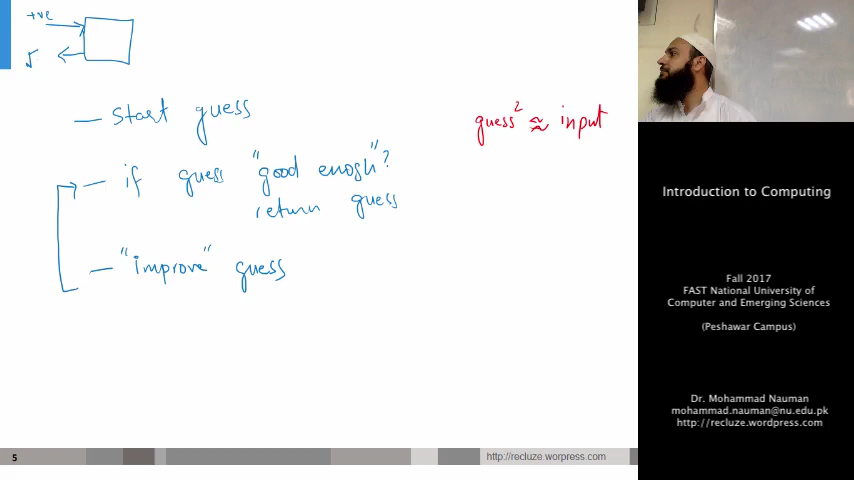 +ve
√
— start guess
— if guess "good enogh"?
return guess
— "improve" guess
guess² ≈ input
5
http://recluze.worpress.com
Introduction to Computing
Fall 2017
FAST National University of
Computer and Emerging Sciences
(Peshawar Campus)
Dr. Mohammad Nauman
mohammad.nauman@nu.edu.pk
http://recluze.wordpress.com